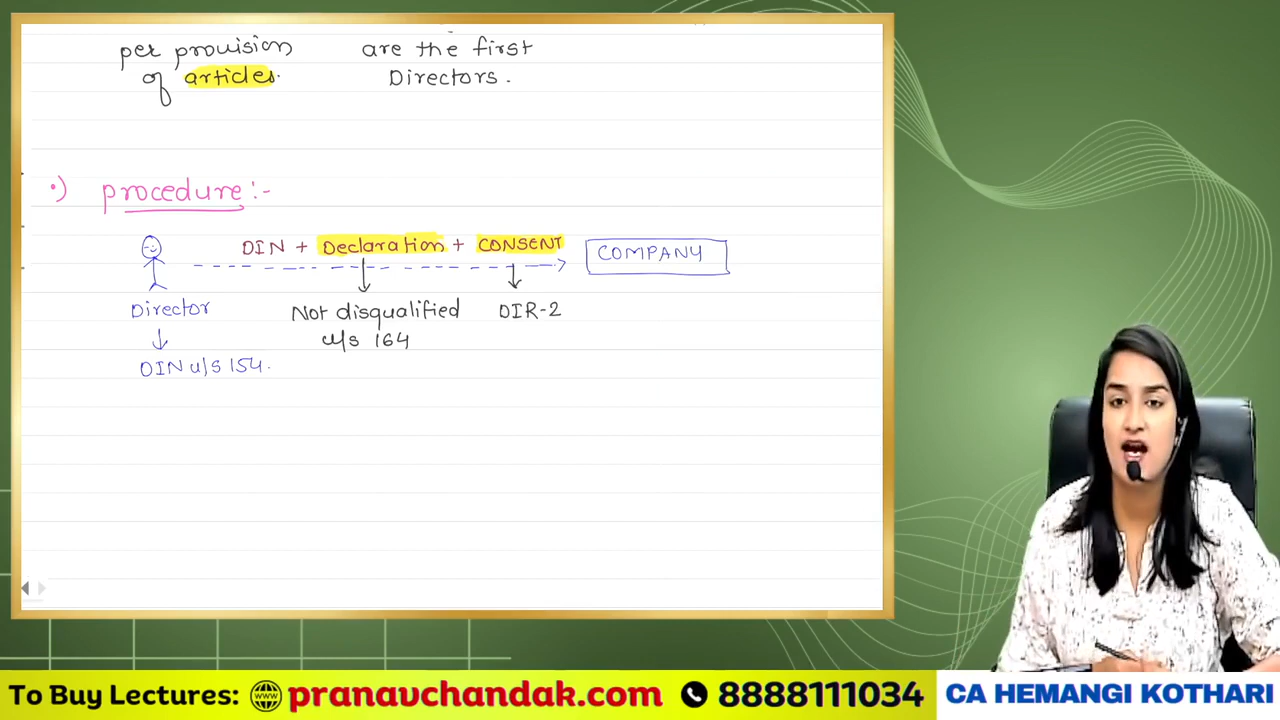 per provision are the first
of articles. Directors.
•) procedure :-
DIN + Declaration + CONSENT COMPANY
Director Not disqualified DIR-2
u/s 164
DIN u/s 154.
To Buy Lectures: pranavchandak.com 8888111034 CA HEMANGI KOTHARI